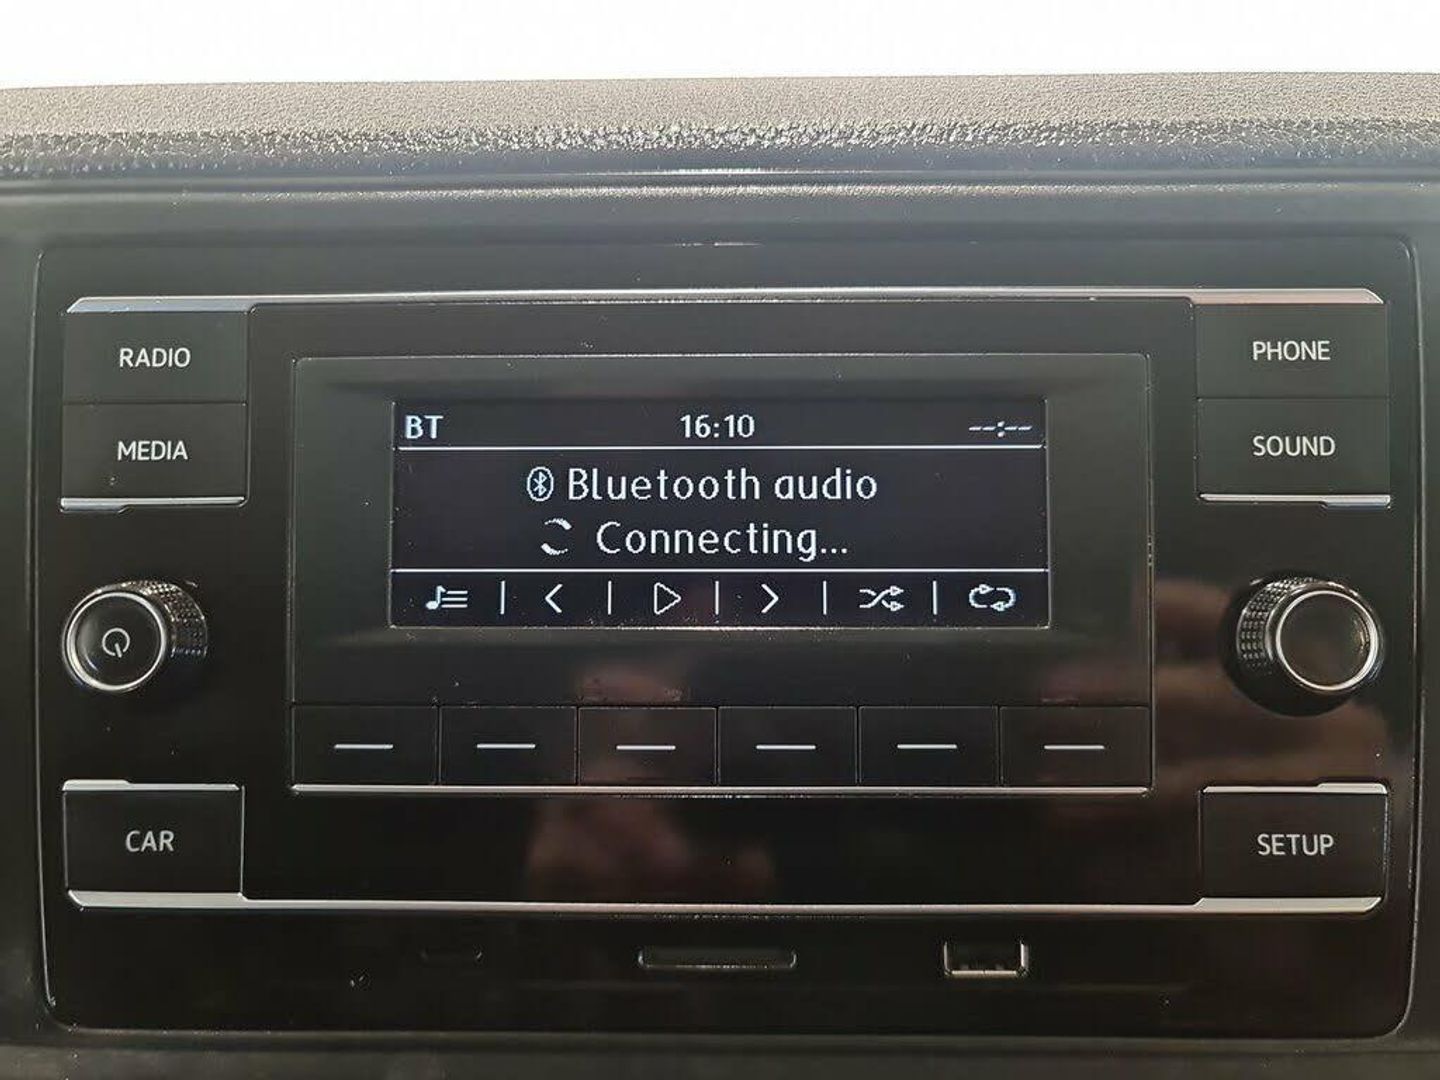 RADIO
MEDIA
BT 16:10 --:--
Bluetooth audio
Connecting...
PHONE
SOUND
CAR
SETUP